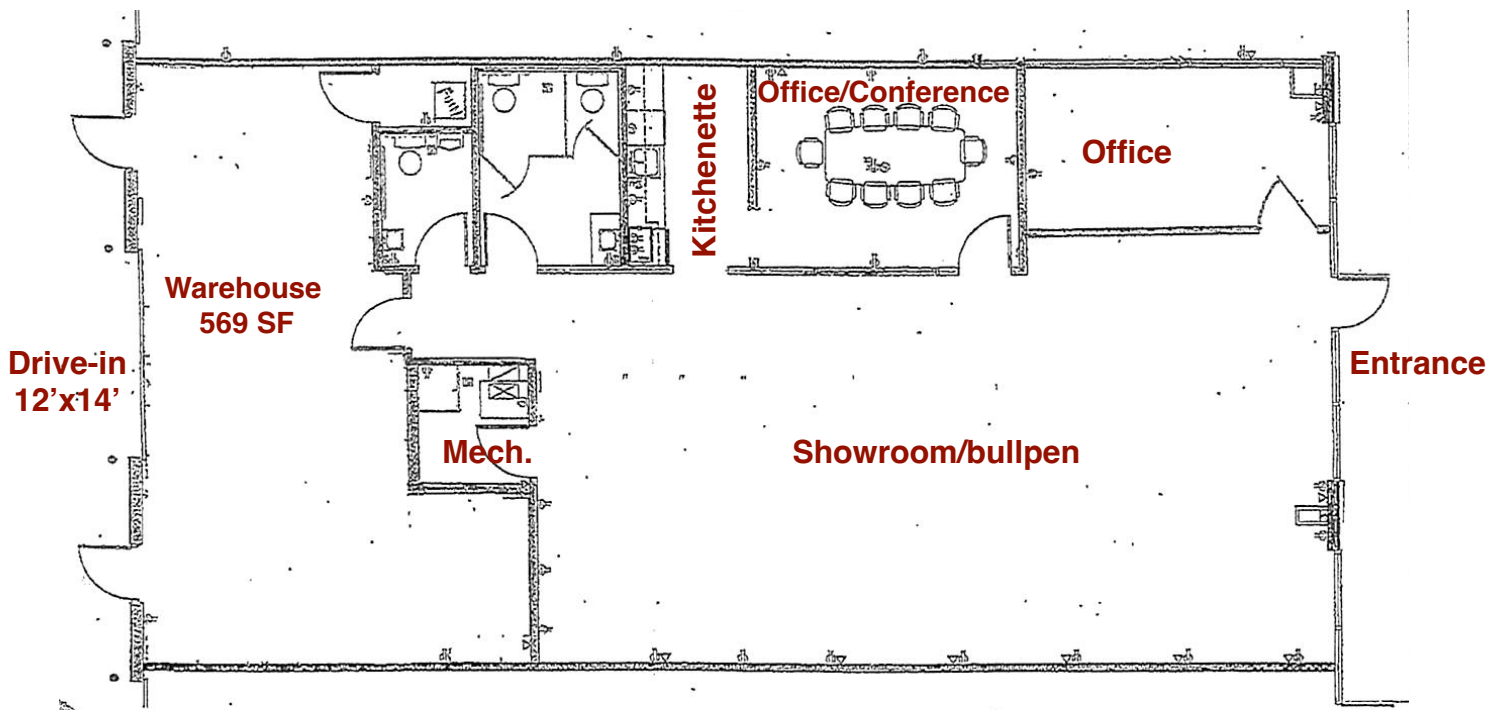 Office/Conference
Kitchenette
Office
Warehouse
569 SF
Drive-in
12’x14’
Entrance
Mech.
Showroom/bullpen